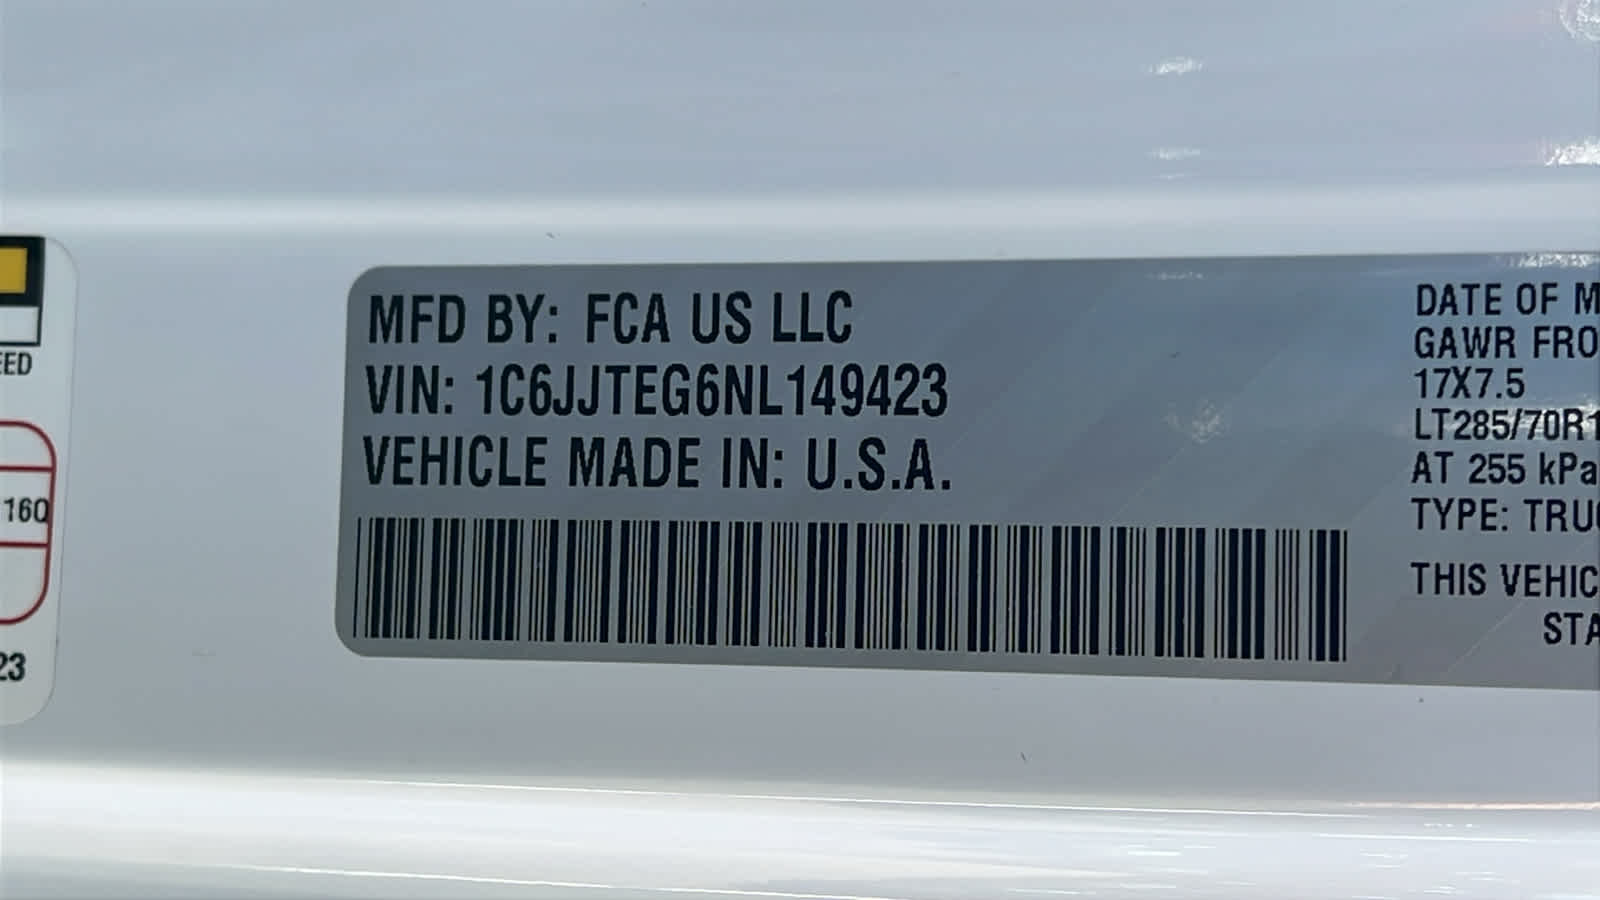 MFD BY: FCA US LLC
VIN: 1C6JJTEG6NL149423
VEHICLE MADE IN: U.S.A.
DATE OF M
GAWR FRO
17X7.5
LT285/70R1
AT 255 kPa
TYPE: TRU
THIS VEHIC
STA
EED
160
23